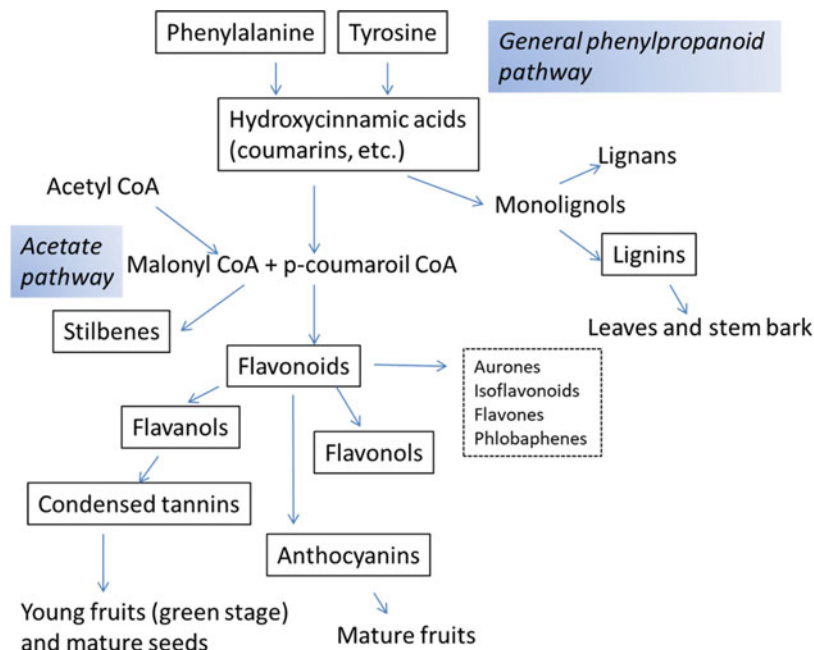 Phenylalanine
Tyrosine
General phenylpropanoid
pathway
Hydroxycinnamic acids
(coumarins, etc.)
Lignans
Acetyl CoA
Monolignols
Acetate
pathway
Malonyl CoA + p-coumaroil CoA
Lignins
Stilbenes
Leaves and stem bark
Flavonoids
Aurones
Isoflavonoids
Flavones
Phlobaphenes
Flavanols
Flavonols
Condensed tannins
Anthocyanins
Young fruits (green stage)
and mature seeds
Mature fruits